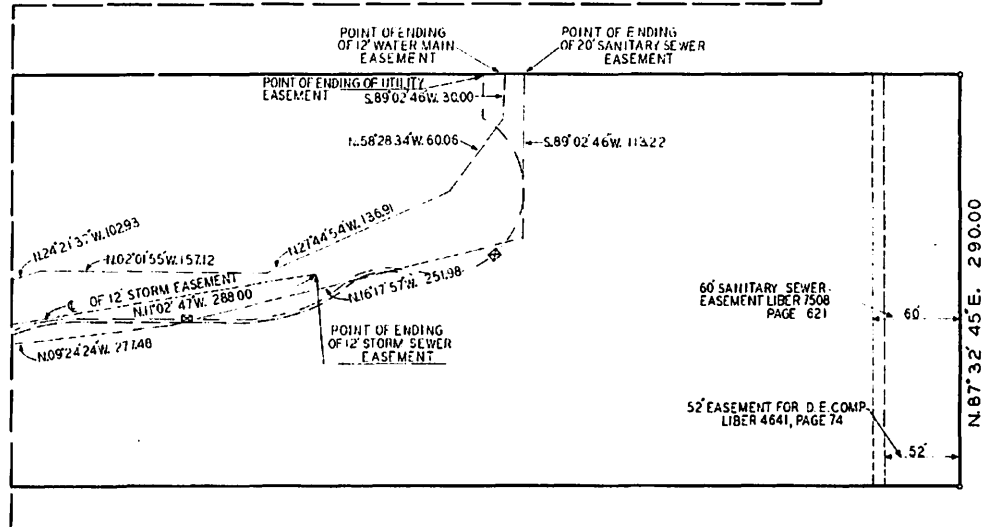 POINT OF ENDING
OF 12' WATER MAIN
EASEMENT
POINT OF ENDING
OF 20' SANITARY SEWER
EASEMENT
POINT OF ENDING OF UTILITY
EASEMENT
S.89°02'46"W. 30.00
N.58°28'34"W. 60.06
S.89°02'46"W. 113.22
N.24°21'37"W. 102.93
N.27°44'54"W. 136.91
N.02°01'55"W. 157.12
℄ OF 12' STORM EASEMENT
N.11°02'47"W. 288.00
N.16°17'57"W. 251.98
N.09°24'24"W. 277.48
POINT OF ENDING
OF 12' STORM SEWER
EASEMENT
60' SANITARY SEWER
EASEMENT LIBER 7508
PAGE 621
60'
52' EASEMENT FOR D.E. COMP.
LIBER 4641, PAGE 74
52'
N.87°32'45"E. 290.00